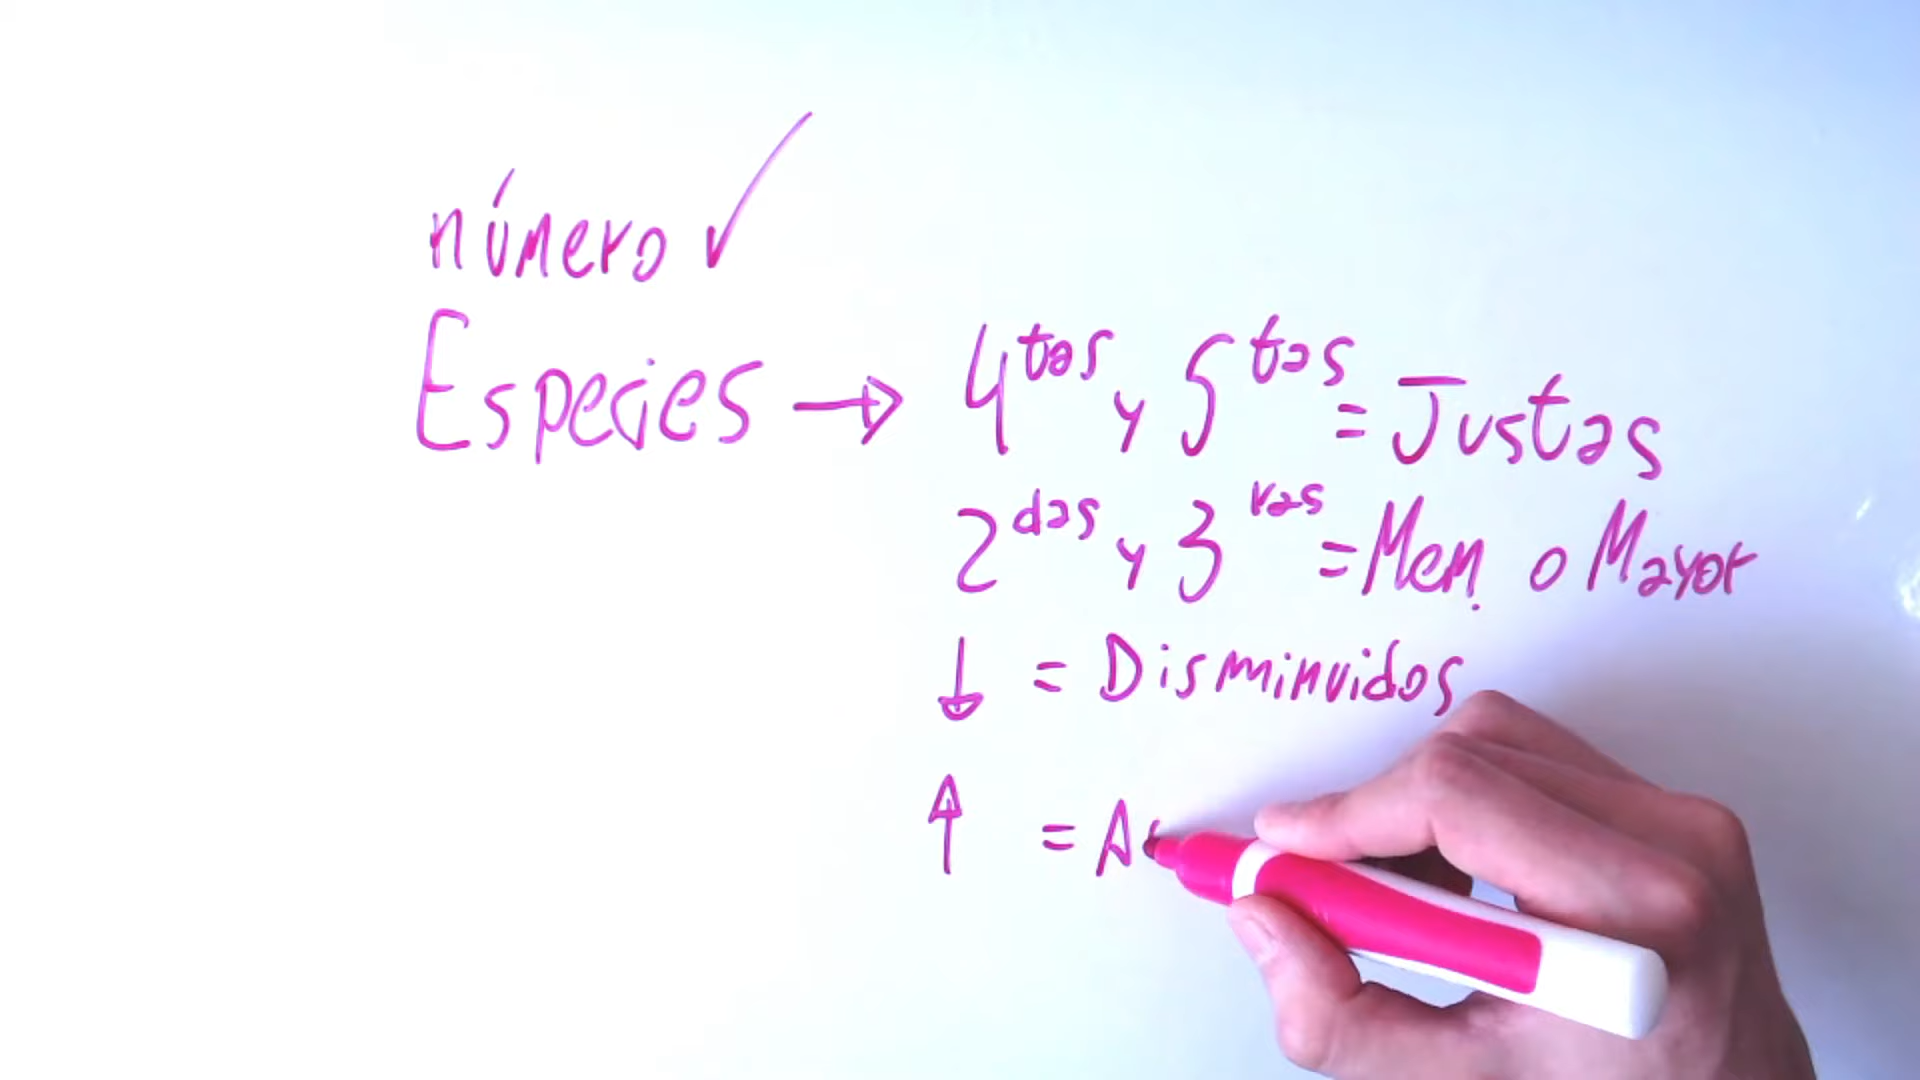 número ✓
Especies → 4tas y 5tas = Justas
2das y 3ras = Men. o Mayor
↓ = Disminuidos
↑ = A